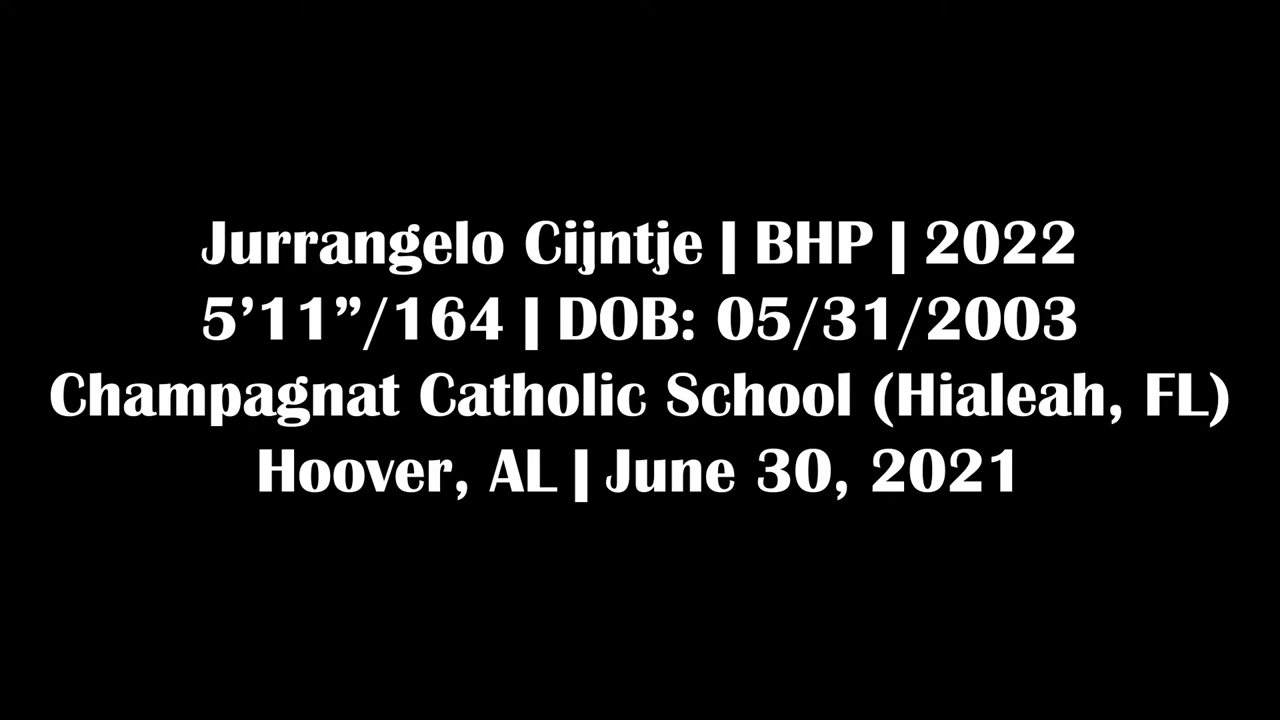 Jurrangelo Cijntje | BHP | 2022
5’11”/164 | DOB: 05/31/2003
Champagnat Catholic School (Hialeah, FL)
Hoover, AL | June 30, 2021